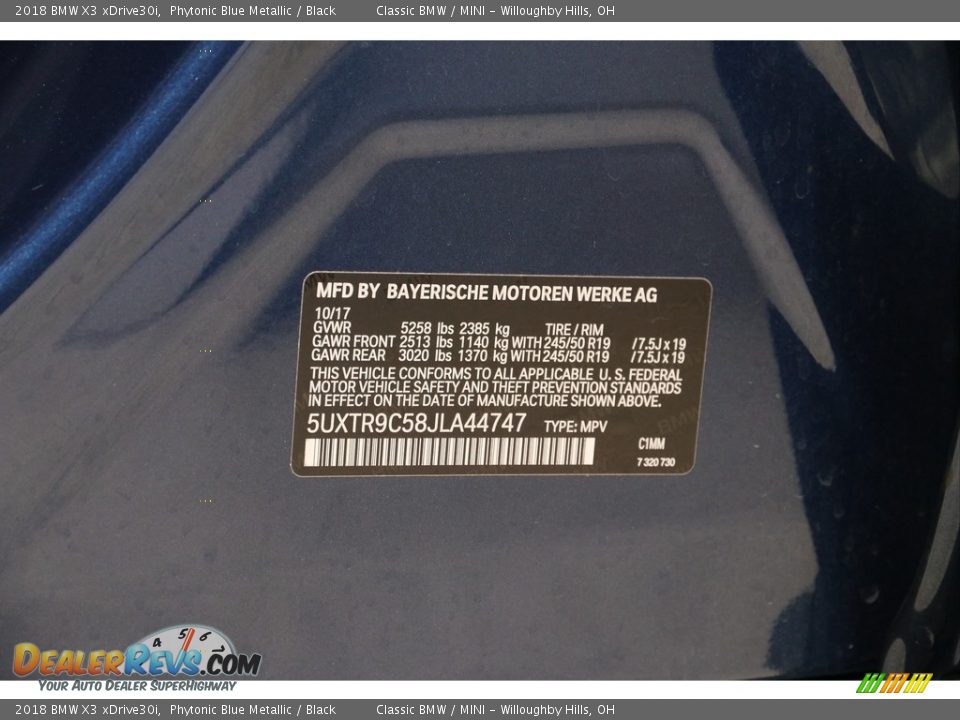 2018 BMW X3 xDrive30i, Phytonic Blue Metallic / Black Classic BMW / MINI - Willoughby Hills, OH
MFD BY BAYERISCHE MOTOREN WERKE AG
10/17
GVWR 5258 lbs 2385 kg TIRE / RIM
GAWR FRONT 2513 lbs 1140 kg WITH 245/50 R19 /7.5J x 19
GAWR REAR 3020 lbs 1370 kg WITH 245/50 R19 /7.5J x 19
THIS VEHICLE CONFORMS TO ALL APPLICABLE U.S. FEDERAL
MOTOR VEHICLE SAFETY AND THEFT PREVENTION STANDARDS
IN EFFECT ON THE DATE OF MANUFACTURE SHOWN ABOVE.
5UXTR9C58JLA44747 TYPE: MPV
C1MM
7 320 730
4 5 6 7
DEALERREVS.COM
YOUR AUTO DEALER SUPERHIGHWAY
2018 BMW X3 xDrive30i, Phytonic Blue Metallic / Black Classic BMW / MINI - Willoughby Hills, OH